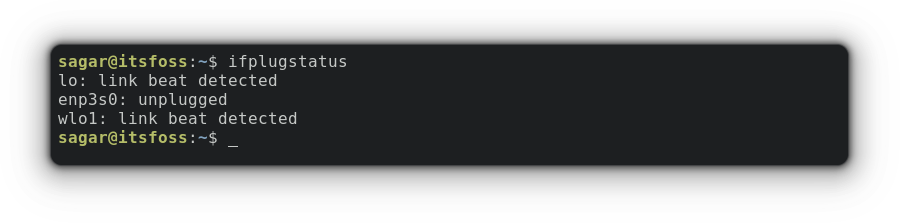 sagar@itsfoss:~$ ifplugstatus
lo: link beat detected
enp3s0: unplugged
wlo1: link beat detected
sagar@itsfoss:~$ _